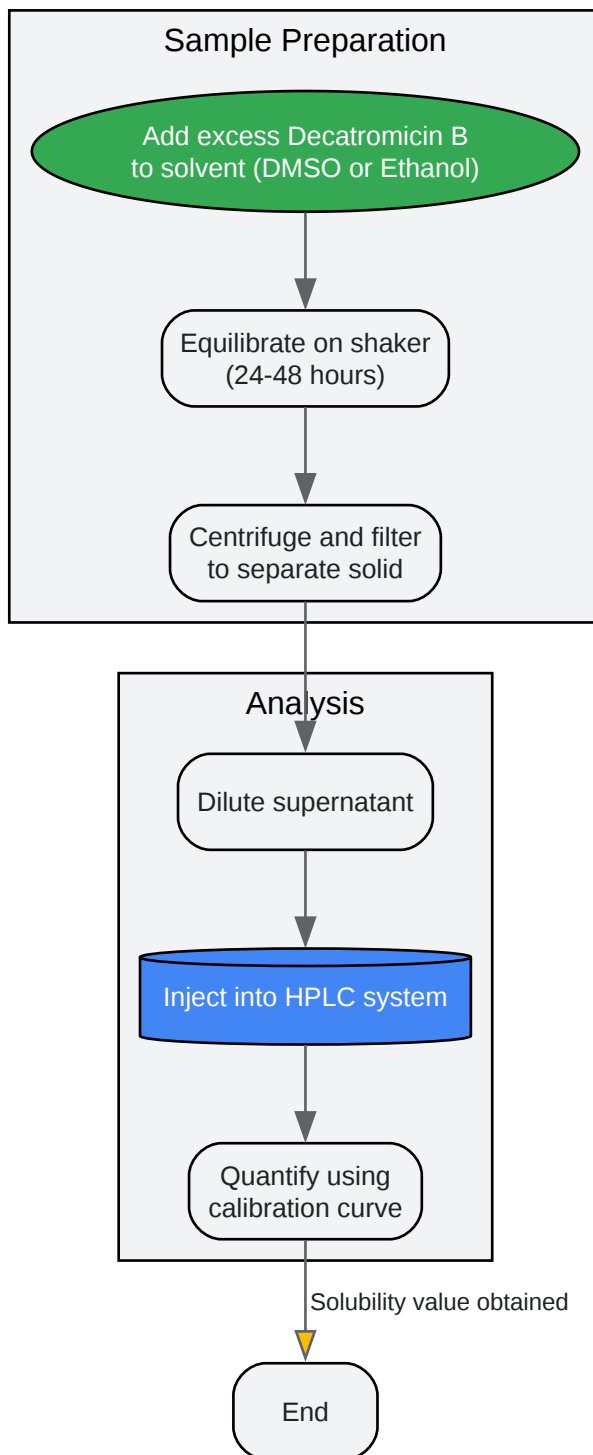 Sample Preparation
Add excess Decatromicin B
to solvent (DMSO or Ethanol)
Equilibrate on shaker
(24-48 hours)
Centrifuge and filter
to separate solid
Analysis
Dilute supernatant
Inject into HPLC system
Quantify using
calibration curve
Solubility value obtained
End